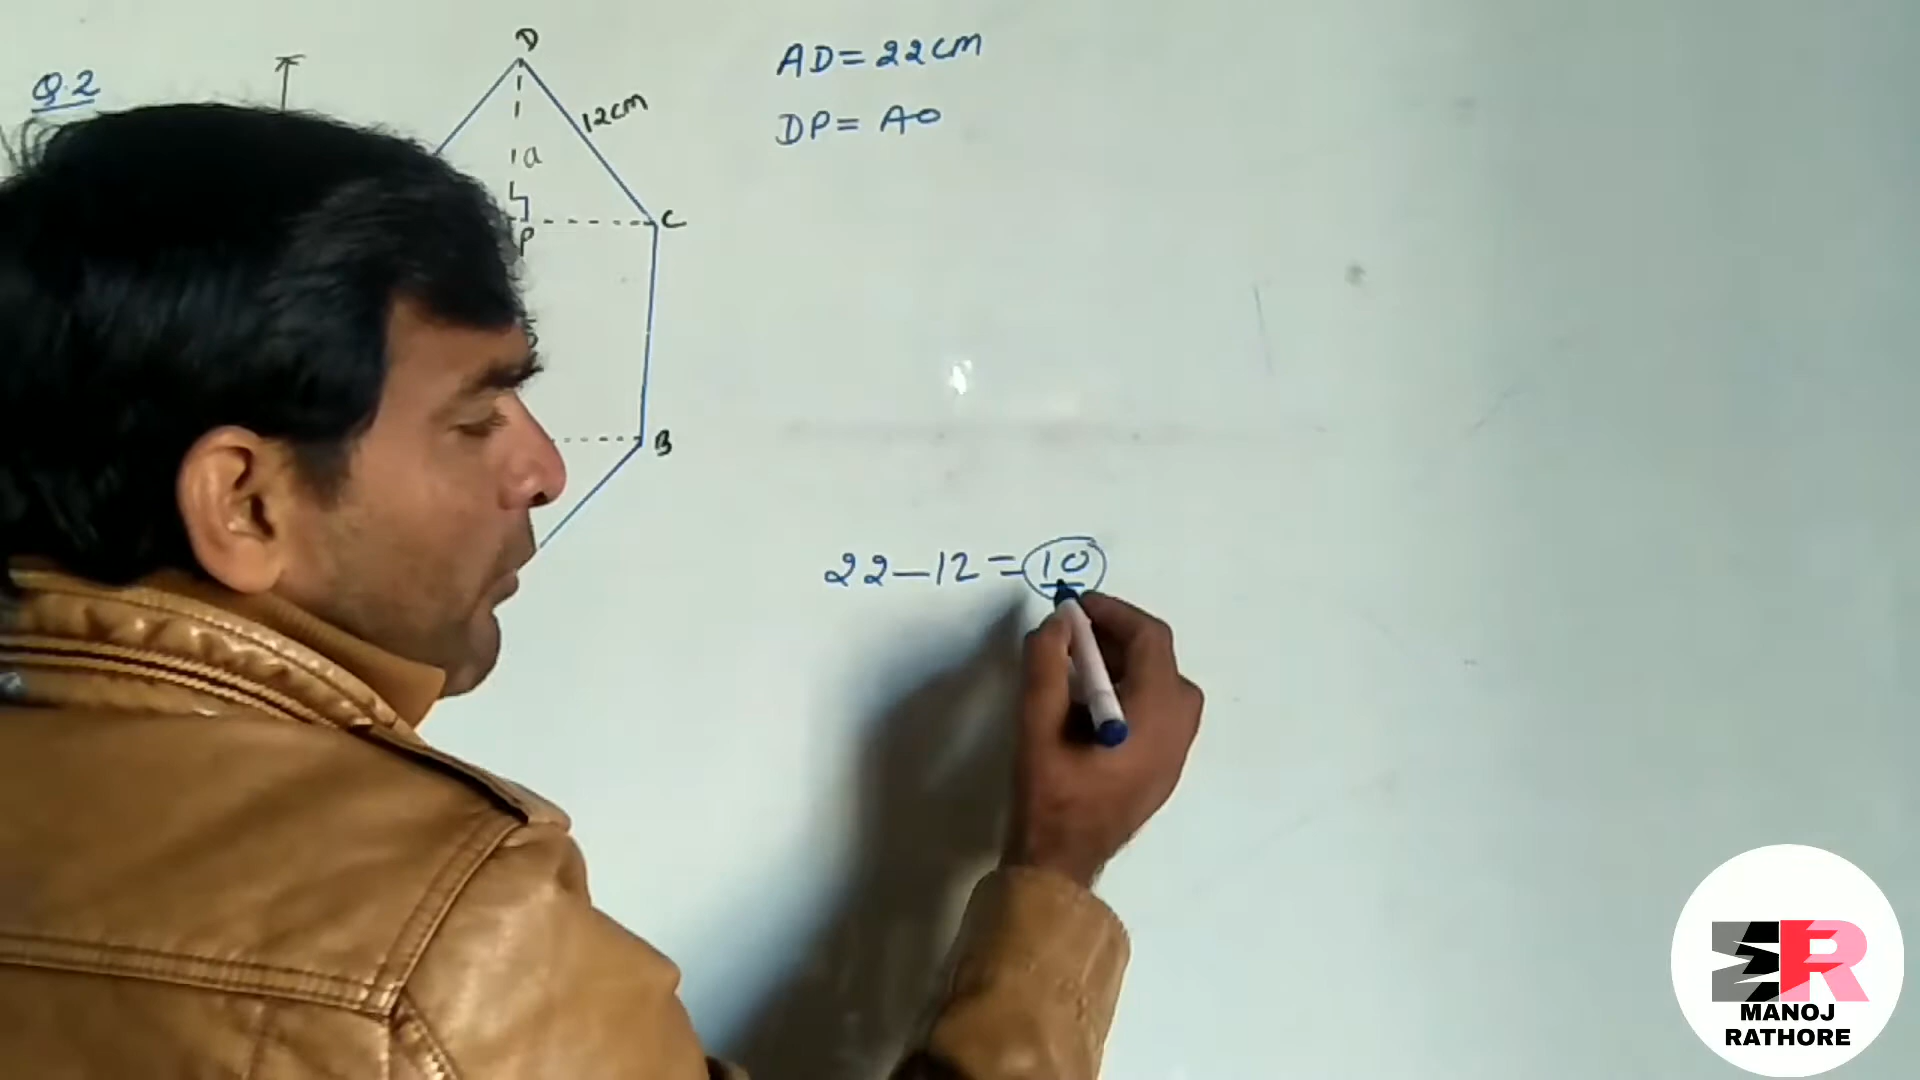 Q.2
D
12cm
a
P
C
B
AD = 22cm
DP = AO
22 — 12 = 10
MANOJ
RATHORE